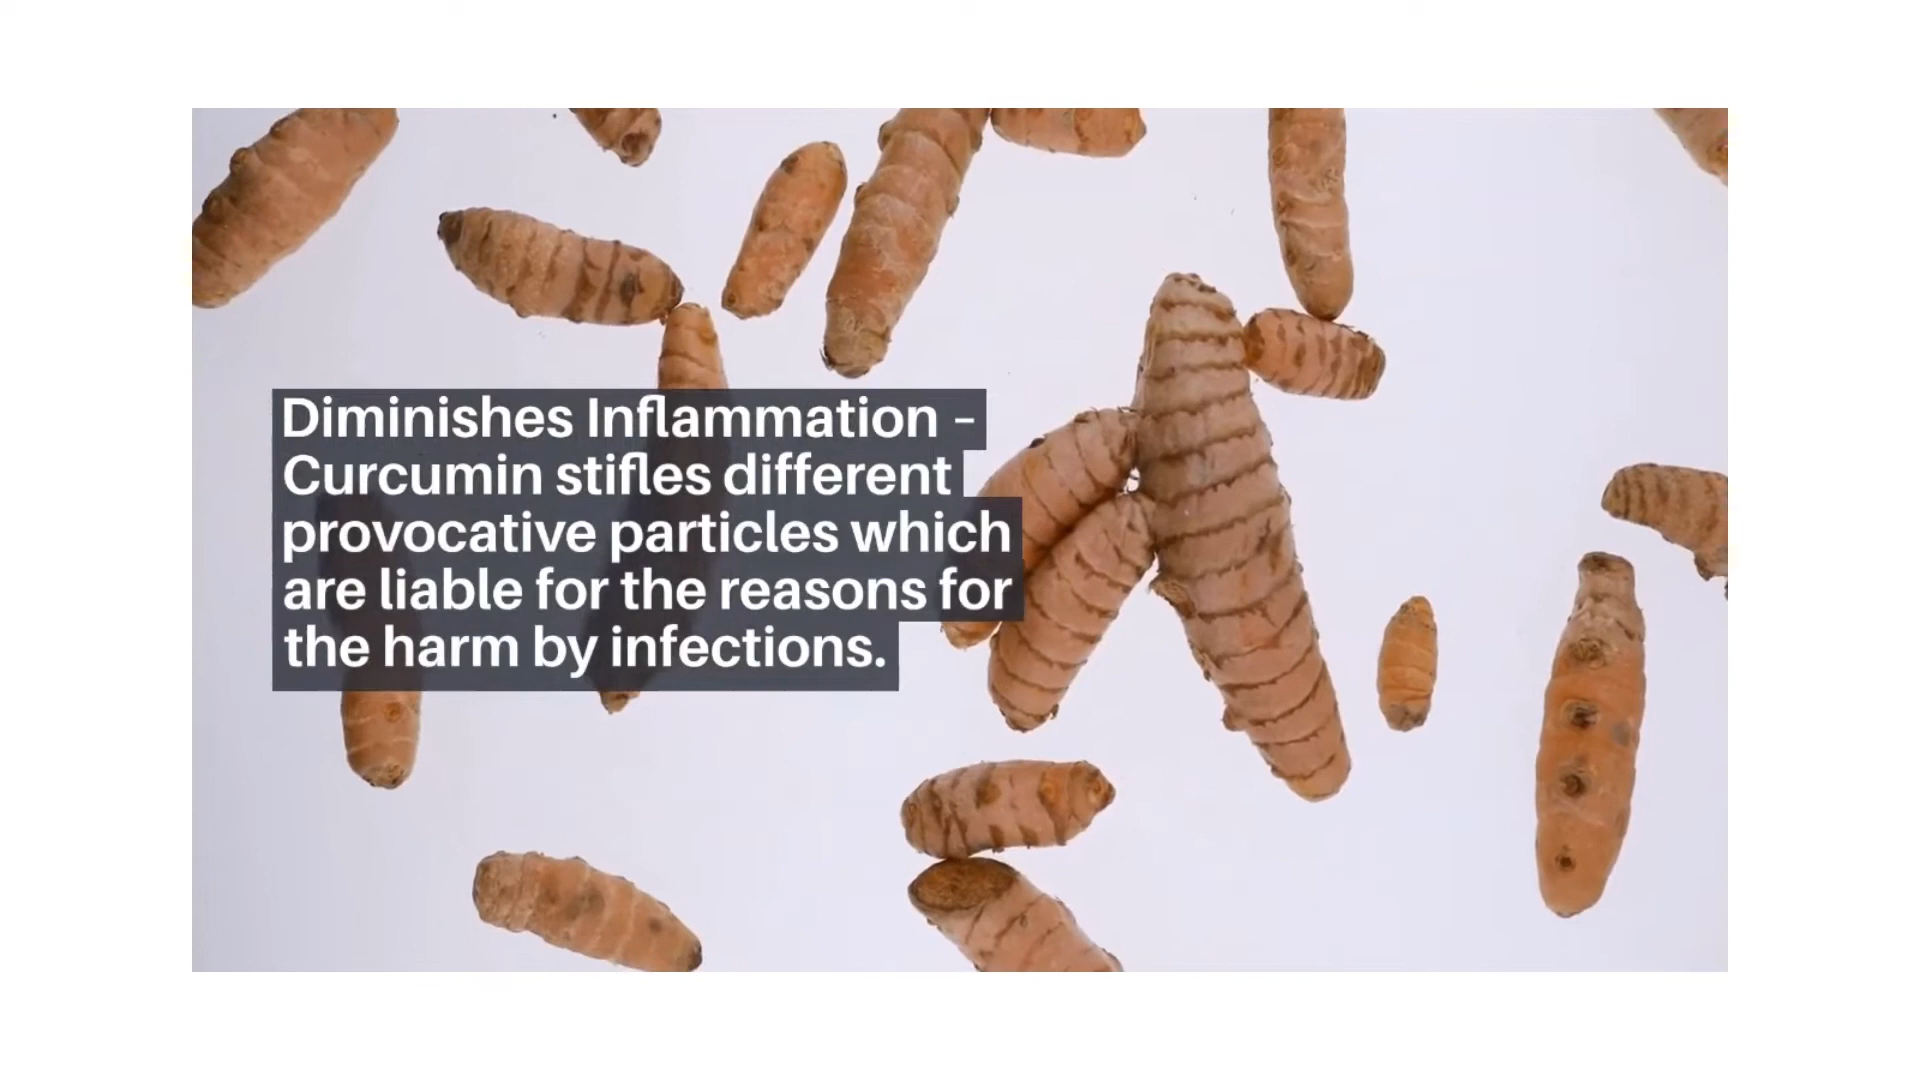 Diminishes Inflammation –
Curcumin stifles different
provocative particles which
are liable for the reasons for
the harm by infections.